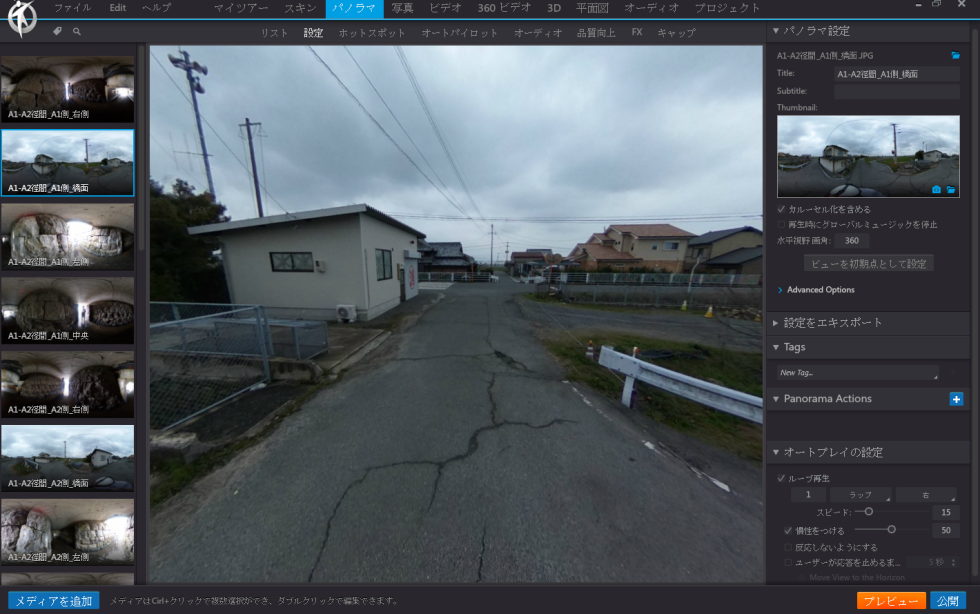 ファイル Edit ヘルプ マイツアー スキン パノラマ 写真 ビデオ 360 ビデオ 3D 平面図 オーディオ プロジェクト
リスト 設定 ホットスポット オートパイロット オーディオ 品質向上 FX キャップ
A1-A2径間_A1側_右側
A1-A2径間_A1側_橋面
A1-A2径間_A1側_左側
A1-A2径間_A1側_中央
A1-A2径間_A2側_右側
A1-A2径間_A2側_橋面
A1-A2径間_A2側_左側
パノラマ設定
A1-A2径間_A1側_橋面.JPG
Title: A1-A2径間_A1側_橋面
Subtitle:
Thumbnail:
カルーセル化を含める
再生時にグローバルミュージックを停止
水平視野 画角: 360
ビューを初期点として設定
Advanced Options
設定をエキスポート
Tags
New Tag...
Panorama Actions
オートプレイの設定
ループ再生
1 ラップ 右
スピード: 15
慣性をつける 50
反応しないようにする
ユーザーが応答を止めるま... 5 秒
Move View to the Horizon
メディアを追加 メディアはCtrl+クリックで複数選択ができ、ダブルクリックで編集できます。 プレビュー 公開